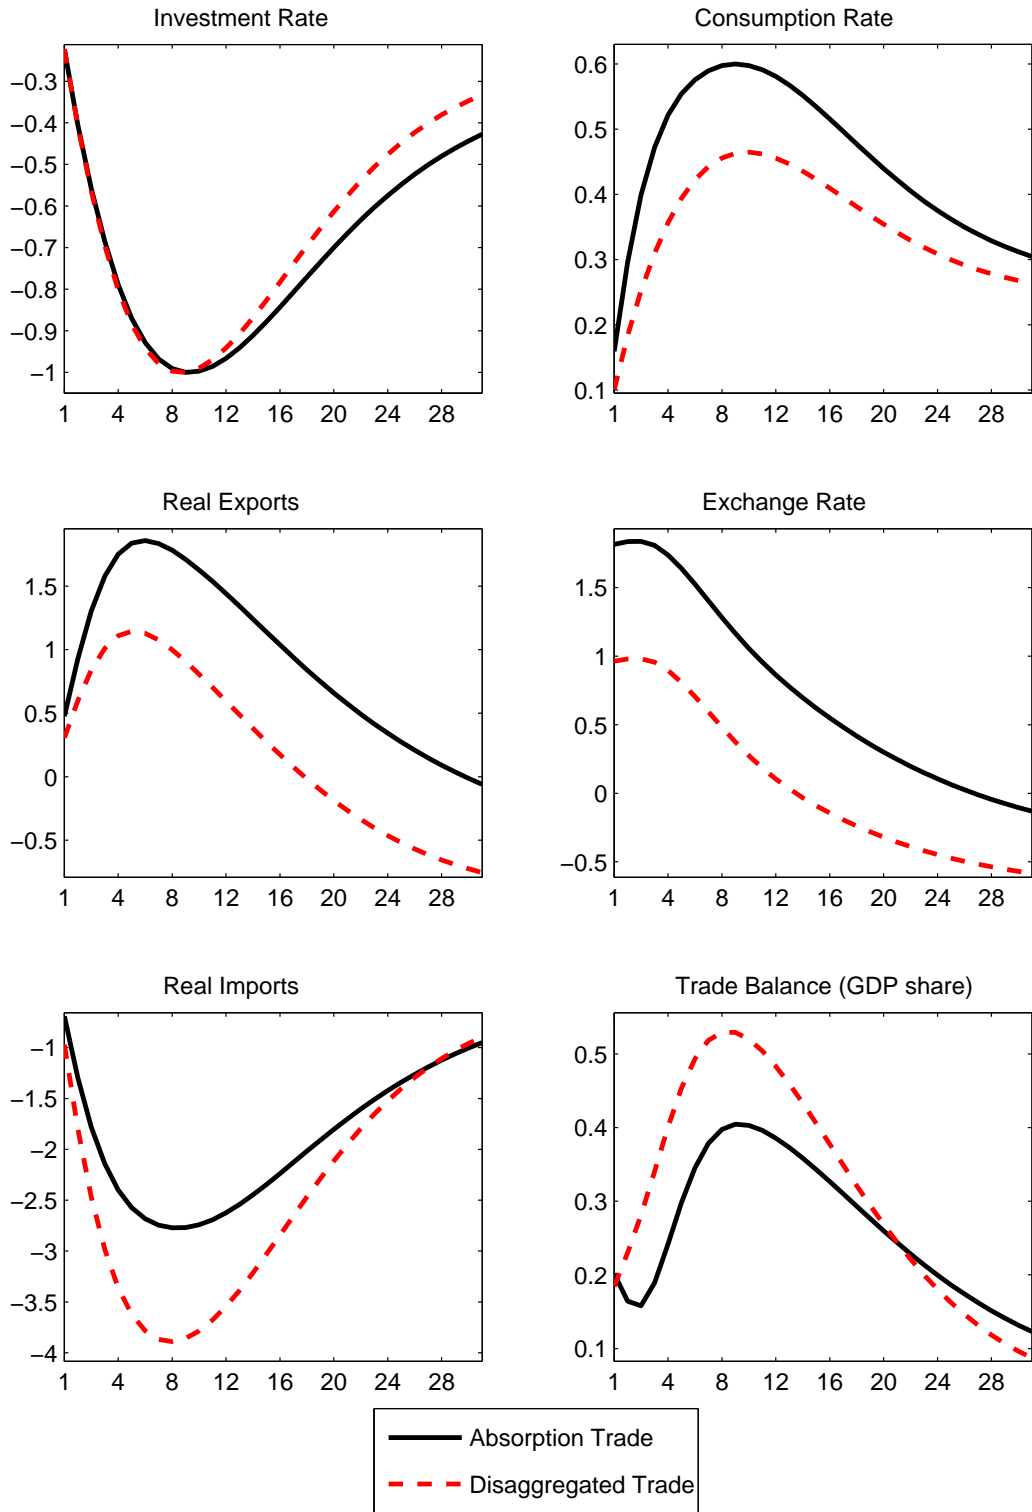 Investment Rate
−0.3
−0.4
−0.5
−0.6
−0.7
−0.8
−0.9
−1
1 4 8 12 16 20 24 28
Consumption Rate
0.6
0.5
0.4
0.3
0.2
0.1
1 4 8 12 16 20 24 28
Real Exports
1.5
1
0.5
0
−0.5
1 4 8 12 16 20 24 28
Exchange Rate
1.5
1
0.5
0
−0.5
1 4 8 12 16 20 24 28
Real Imports
−1
−1.5
−2
−2.5
−3
−3.5
−4
1 4 8 12 16 20 24 28
Trade Balance (GDP share)
0.5
0.4
0.3
0.2
0.1
1 4 8 12 16 20 24 28
Absorption Trade
Disaggregated Trade